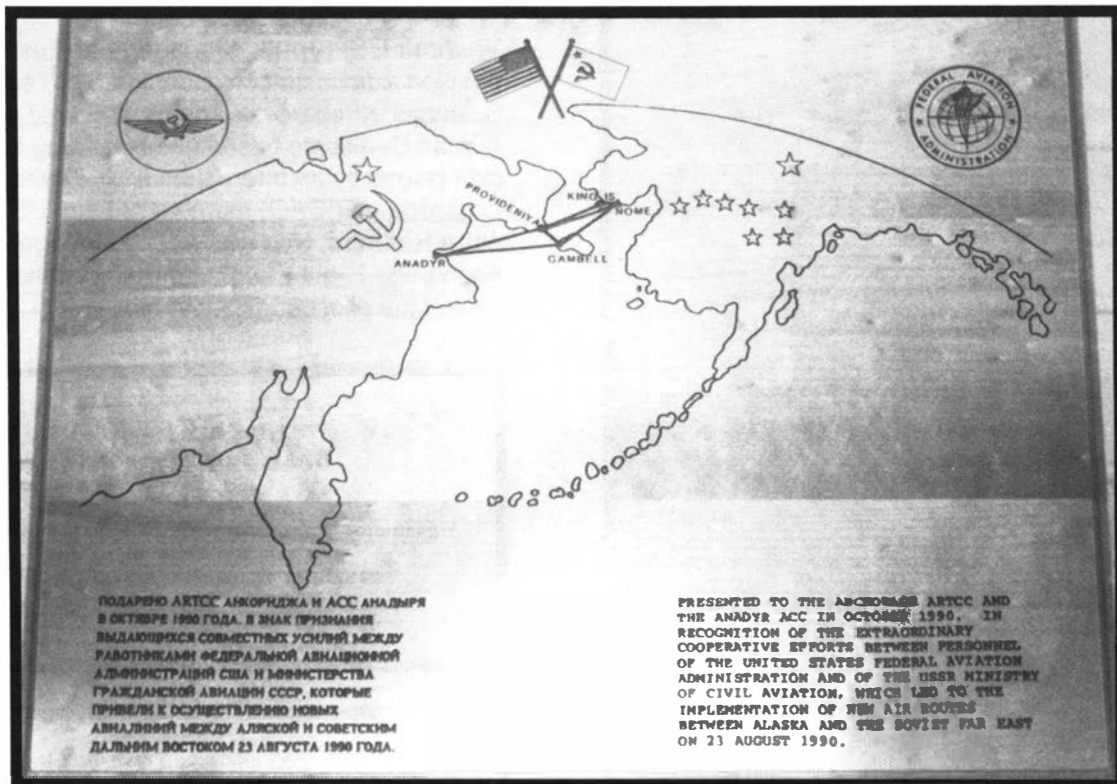 FEDERAL AVIATION
ADMINISTRATION
PROVIDENIYA
KING IS.
NOME
ANADYR
GAMBELL
ПОДАРЕНО ARTCC АНКОРИДЖА И ACC АНАДЫРЯ
В ОКТЯБРЕ 1990 ГОДА. В ЗНАК ПРИЗНАНИЯ
ВЫДАЮЩИХСЯ СОВМЕСТНЫХ УСИЛИЙ МЕЖДУ
РАБОТНИКАМИ ФЕДЕРАЛЬНОЙ АВИАЦИОННОЙ
АДМИНИСТРАЦИЙ США И МИНИСТЕРСТВА
ГРАЖДАНСКОЙ АВИАЦИИ СССР, КОТОРЫЕ
ПРИВЕЛИ К ОСУЩЕСТВЛЕНИЮ НОВЫХ
АВИАЛИНИЙ МЕЖДУ АЛЯСКОЙ И СОВЕТСКИМ
ДАЛЬНИМ ВОСТОКОМ 23 АВГУСТА 1990 ГОДА.
PRESENTED TO THE ANCHORAGE ARTCC AND
THE ANADYR ACC IN OCTOBER 1990. IN
RECOGNITION OF THE EXTRAORDINARY
COOPERATIVE EFFORTS BETWEEN PERSONNEL
OF THE UNITED STATES FEDERAL AVIATION
ADMINISTRATION AND OF THE USSR MINISTRY
OF CIVIL AVIATION, WHICH LED TO THE
IMPLEMENTATION OF NEW AIR ROUTES
BETWEEN ALASKA AND THE SOVIET FAR EAST
ON 23 AUGUST 1990.